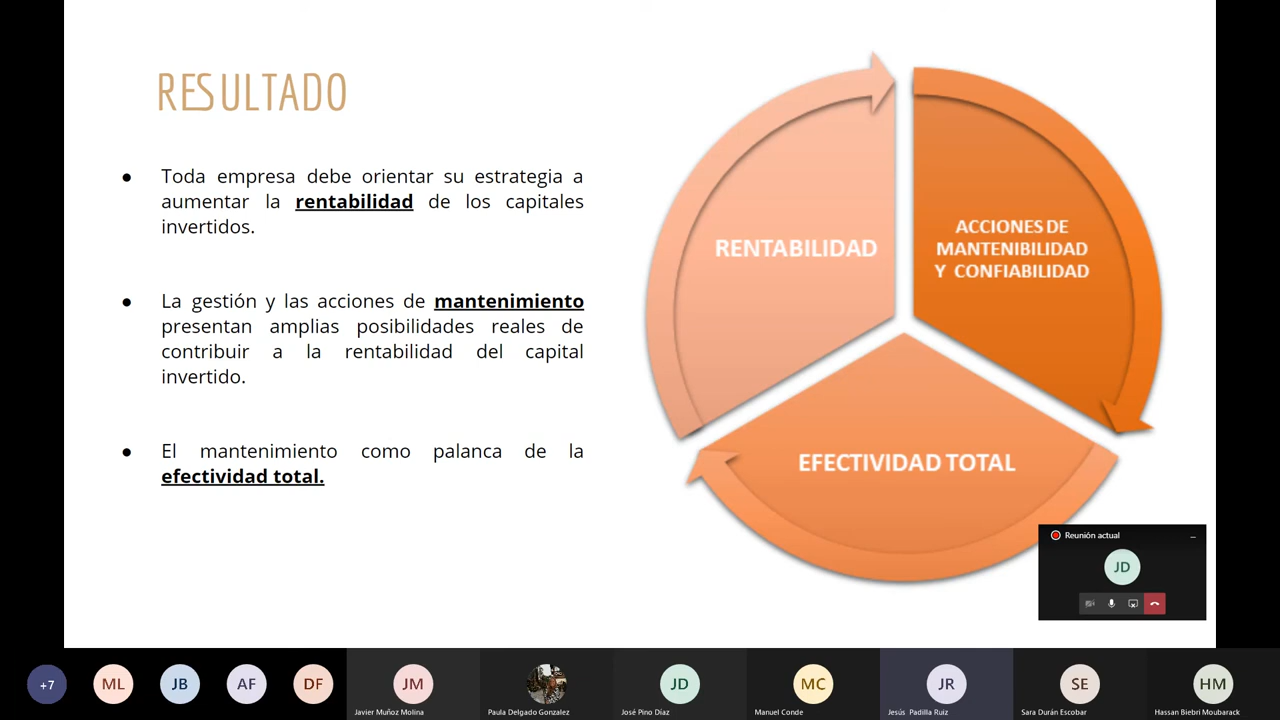 RESULTADO
● Toda empresa debe orientar su estrategia a
aumentar la rentabilidad de los capitales
invertidos.
● La gestión y las acciones de mantenimiento
presentan amplias posibilidades reales de
contribuir a la rentabilidad del capital
invertido.
● El mantenimiento como palanca de la
efectividad total.
RENTABILIDAD
ACCIONES DE
MANTENIBILIDAD
Y CONFIABILIDAD
EFECTIVIDAD TOTAL
Reunión actual
JD
+7
ML
JB
AF
DF
JM
Javier Muñoz Molina
Paula Delgado Gonzalez
JD
José Pino Díaz
MC
Manuel Conde
JR
Jesús Padilla Ruiz
SE
Sara Durán Escobar
HM
Hassan Biebri Moubarack